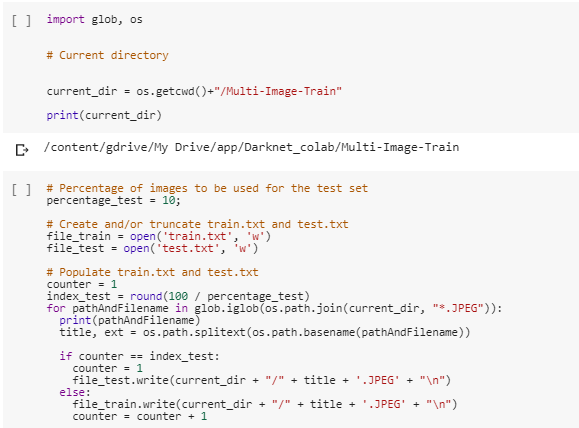 [ ] import glob, os
# Current directory
current_dir = os.getcwd()+"/Multi-Image-Train"
print(current_dir)
/content/gdrive/My Drive/app/Darknet_colab/Multi-Image-Train
[ ] # Percentage of images to be used for the test set
percentage_test = 10;
# Create and/or truncate train.txt and test.txt
file_train = open('train.txt', 'w')
file_test = open('test.txt', 'w')
# Populate train.txt and test.txt
counter = 1
index_test = round(100 / percentage_test)
for pathAndFilename in glob.iglob(os.path.join(current_dir, "*.JPEG")):
  print(pathAndFilename)
  title, ext = os.path.splitext(os.path.basename(pathAndFilename))
  if counter == index_test:
    counter = 1
    file_test.write(current_dir + "/" + title + '.JPEG' + "\n")
  else:
    file_train.write(current_dir + "/" + title + '.JPEG' + "\n")
    counter = counter + 1